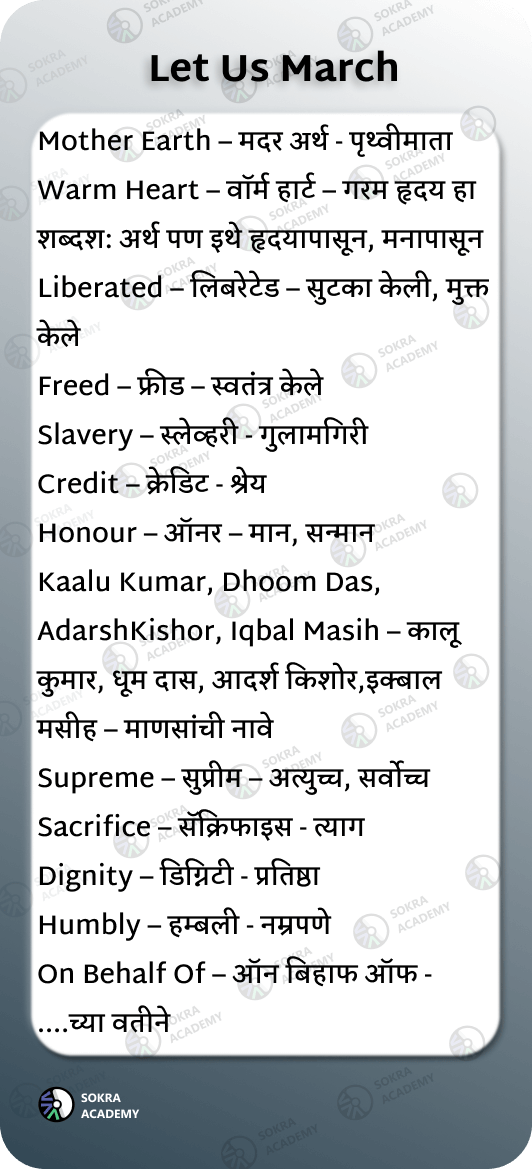 Let Us March
Mother Earth – मदर अर्थ - पृथ्वीमाता
Warm Heart – वॉर्म हार्ट – गरम हृदय हा
शब्दश: अर्थ पण इथे हृदयापासून, मनापासून
Liberated – लिबरेटेड – सुटका केली, मुक्त
केले
Freed – फ्रीड – स्वतंत्र केले
Slavery – स्लेव्हरी - गुलामगिरी
Credit – क्रेडिट - श्रेय
Honour – ऑनर – मान, सन्मान
Kaalu Kumar, Dhoom Das,
AdarshKishor, Iqbal Masih – कालू
कुमार, धूम दास, आदर्श किशोर,इक्बाल
मसीह – माणसांची नावे
Supreme – सुप्रीम – अत्युच्च, सर्वोच्च
Sacrifice – सॅक्रिफाइस - त्याग
Dignity – डिग्निटी - प्रतिष्ठा
Humbly – हम्बली - नम्रपणे
On Behalf Of – ऑन बिहाफ ऑफ -
....च्या वतीने
SOKRA
ACADEMY